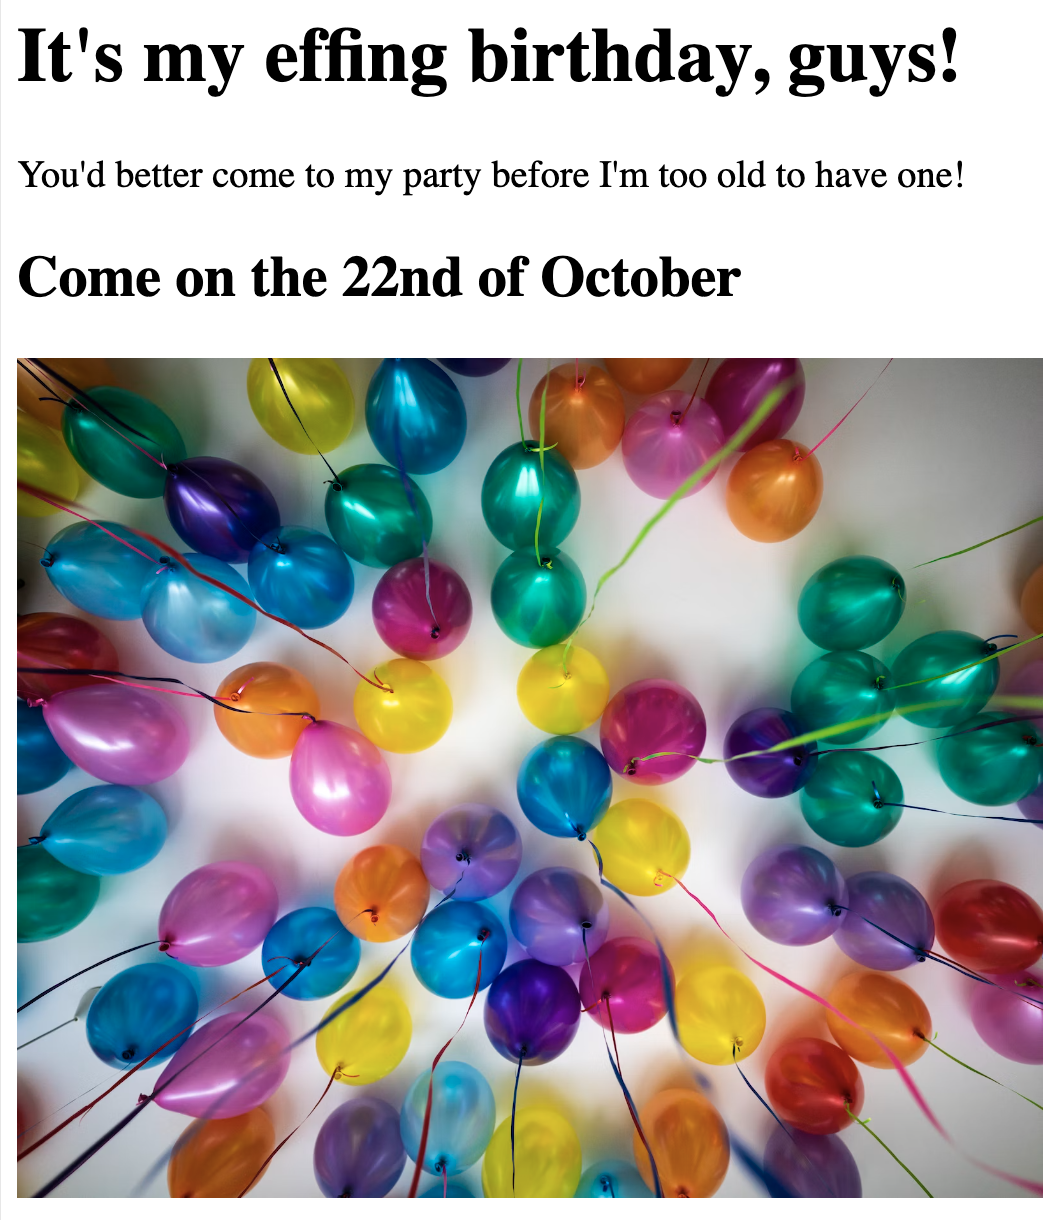 It's my effing birthday, guys!
You'd better come to my party before I'm too old to have one!
Come on the 22nd of October